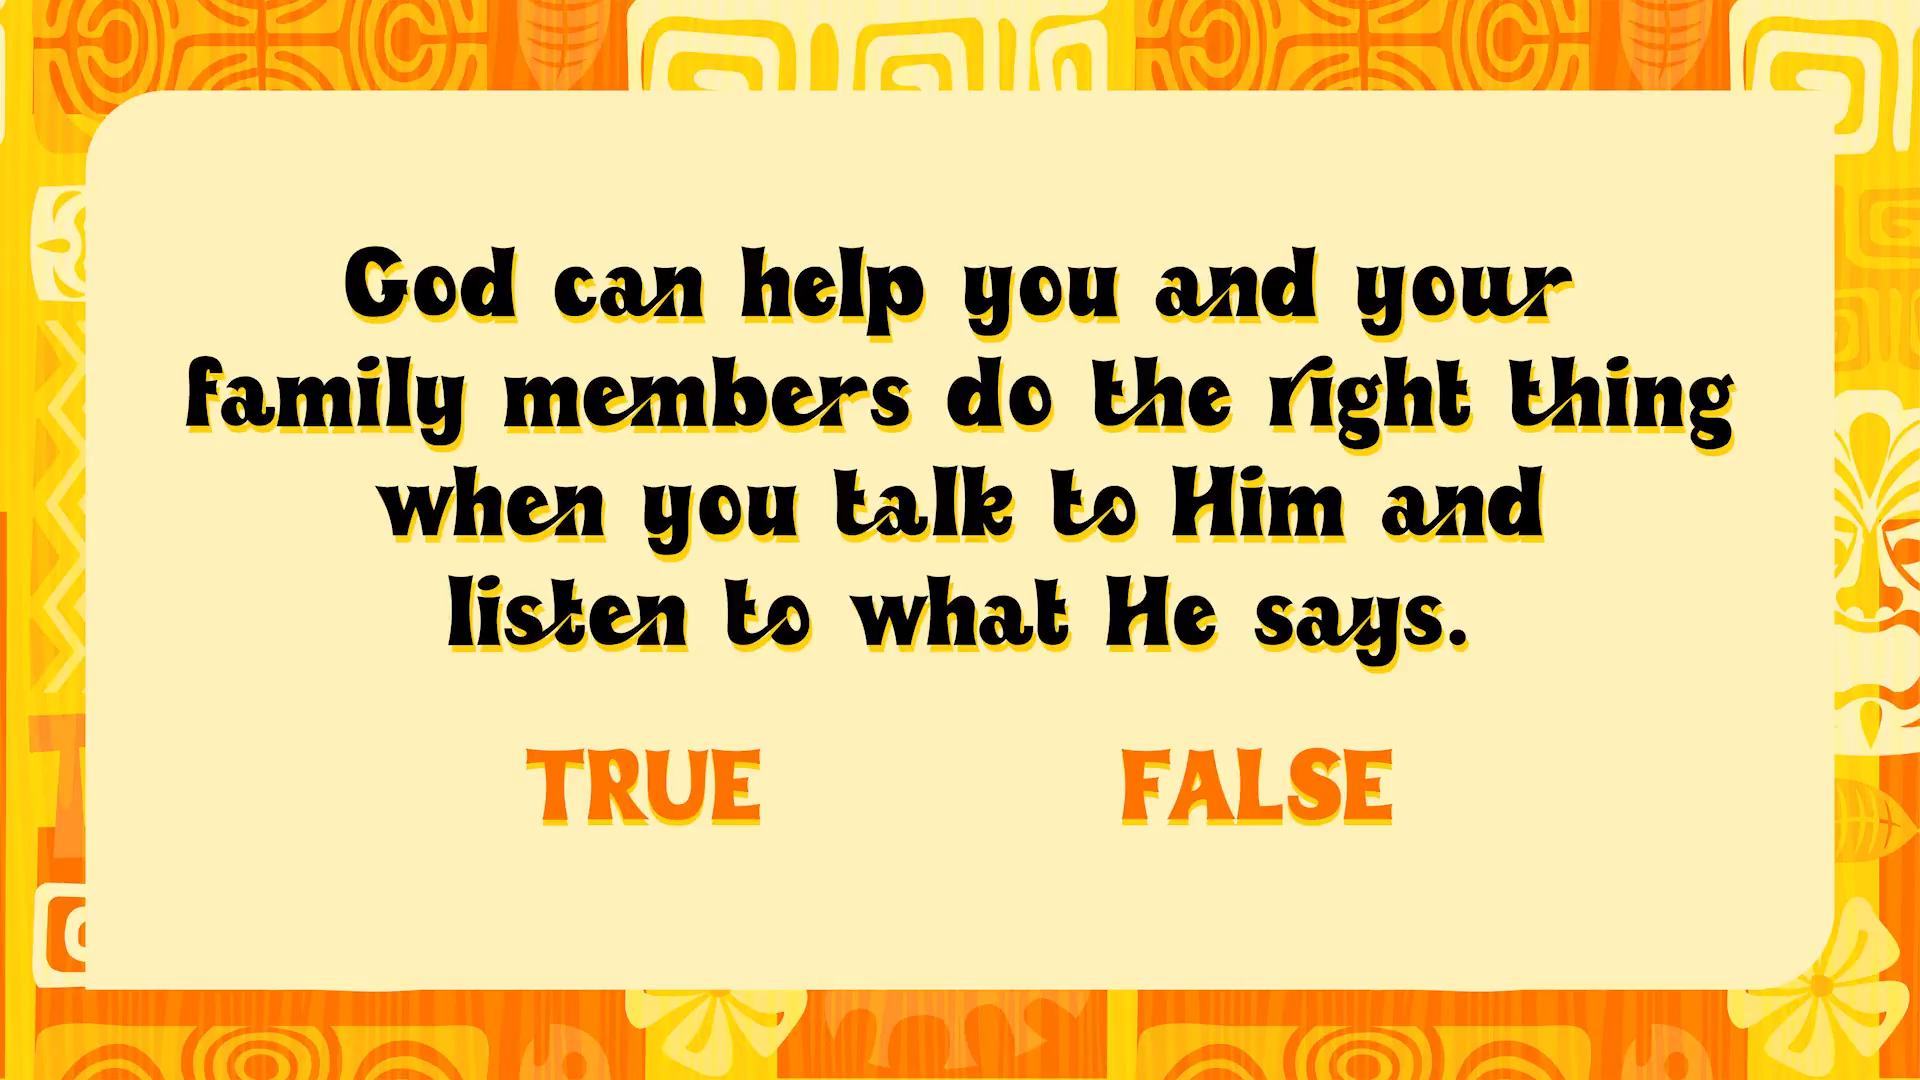 God can help you and your
family members do the right thing
when you talk to Him and
listen to what He says.
TRUE
FALSE